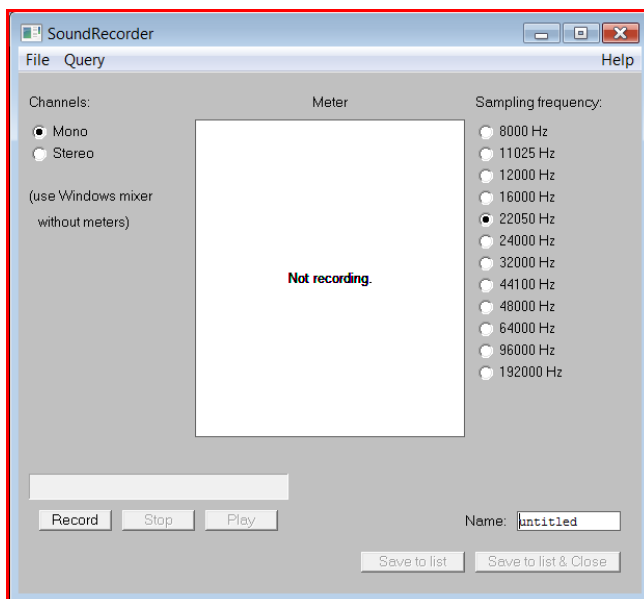 SoundRecorder
File Query Help
Channels:
Mono
Stereo
(use Windows mixer
without meters)
Meter
Not recording.
Sampling frequency:
8000 Hz
11025 Hz
12000 Hz
16000 Hz
22050 Hz
24000 Hz
32000 Hz
44100 Hz
48000 Hz
64000 Hz
96000 Hz
192000 Hz
Record Stop Play
Name: untitled
Save to list Save to list & Close